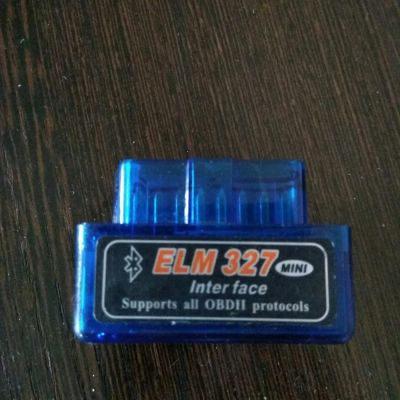 ELM 327 MINI
Inter face
Supports all OBDII protocols